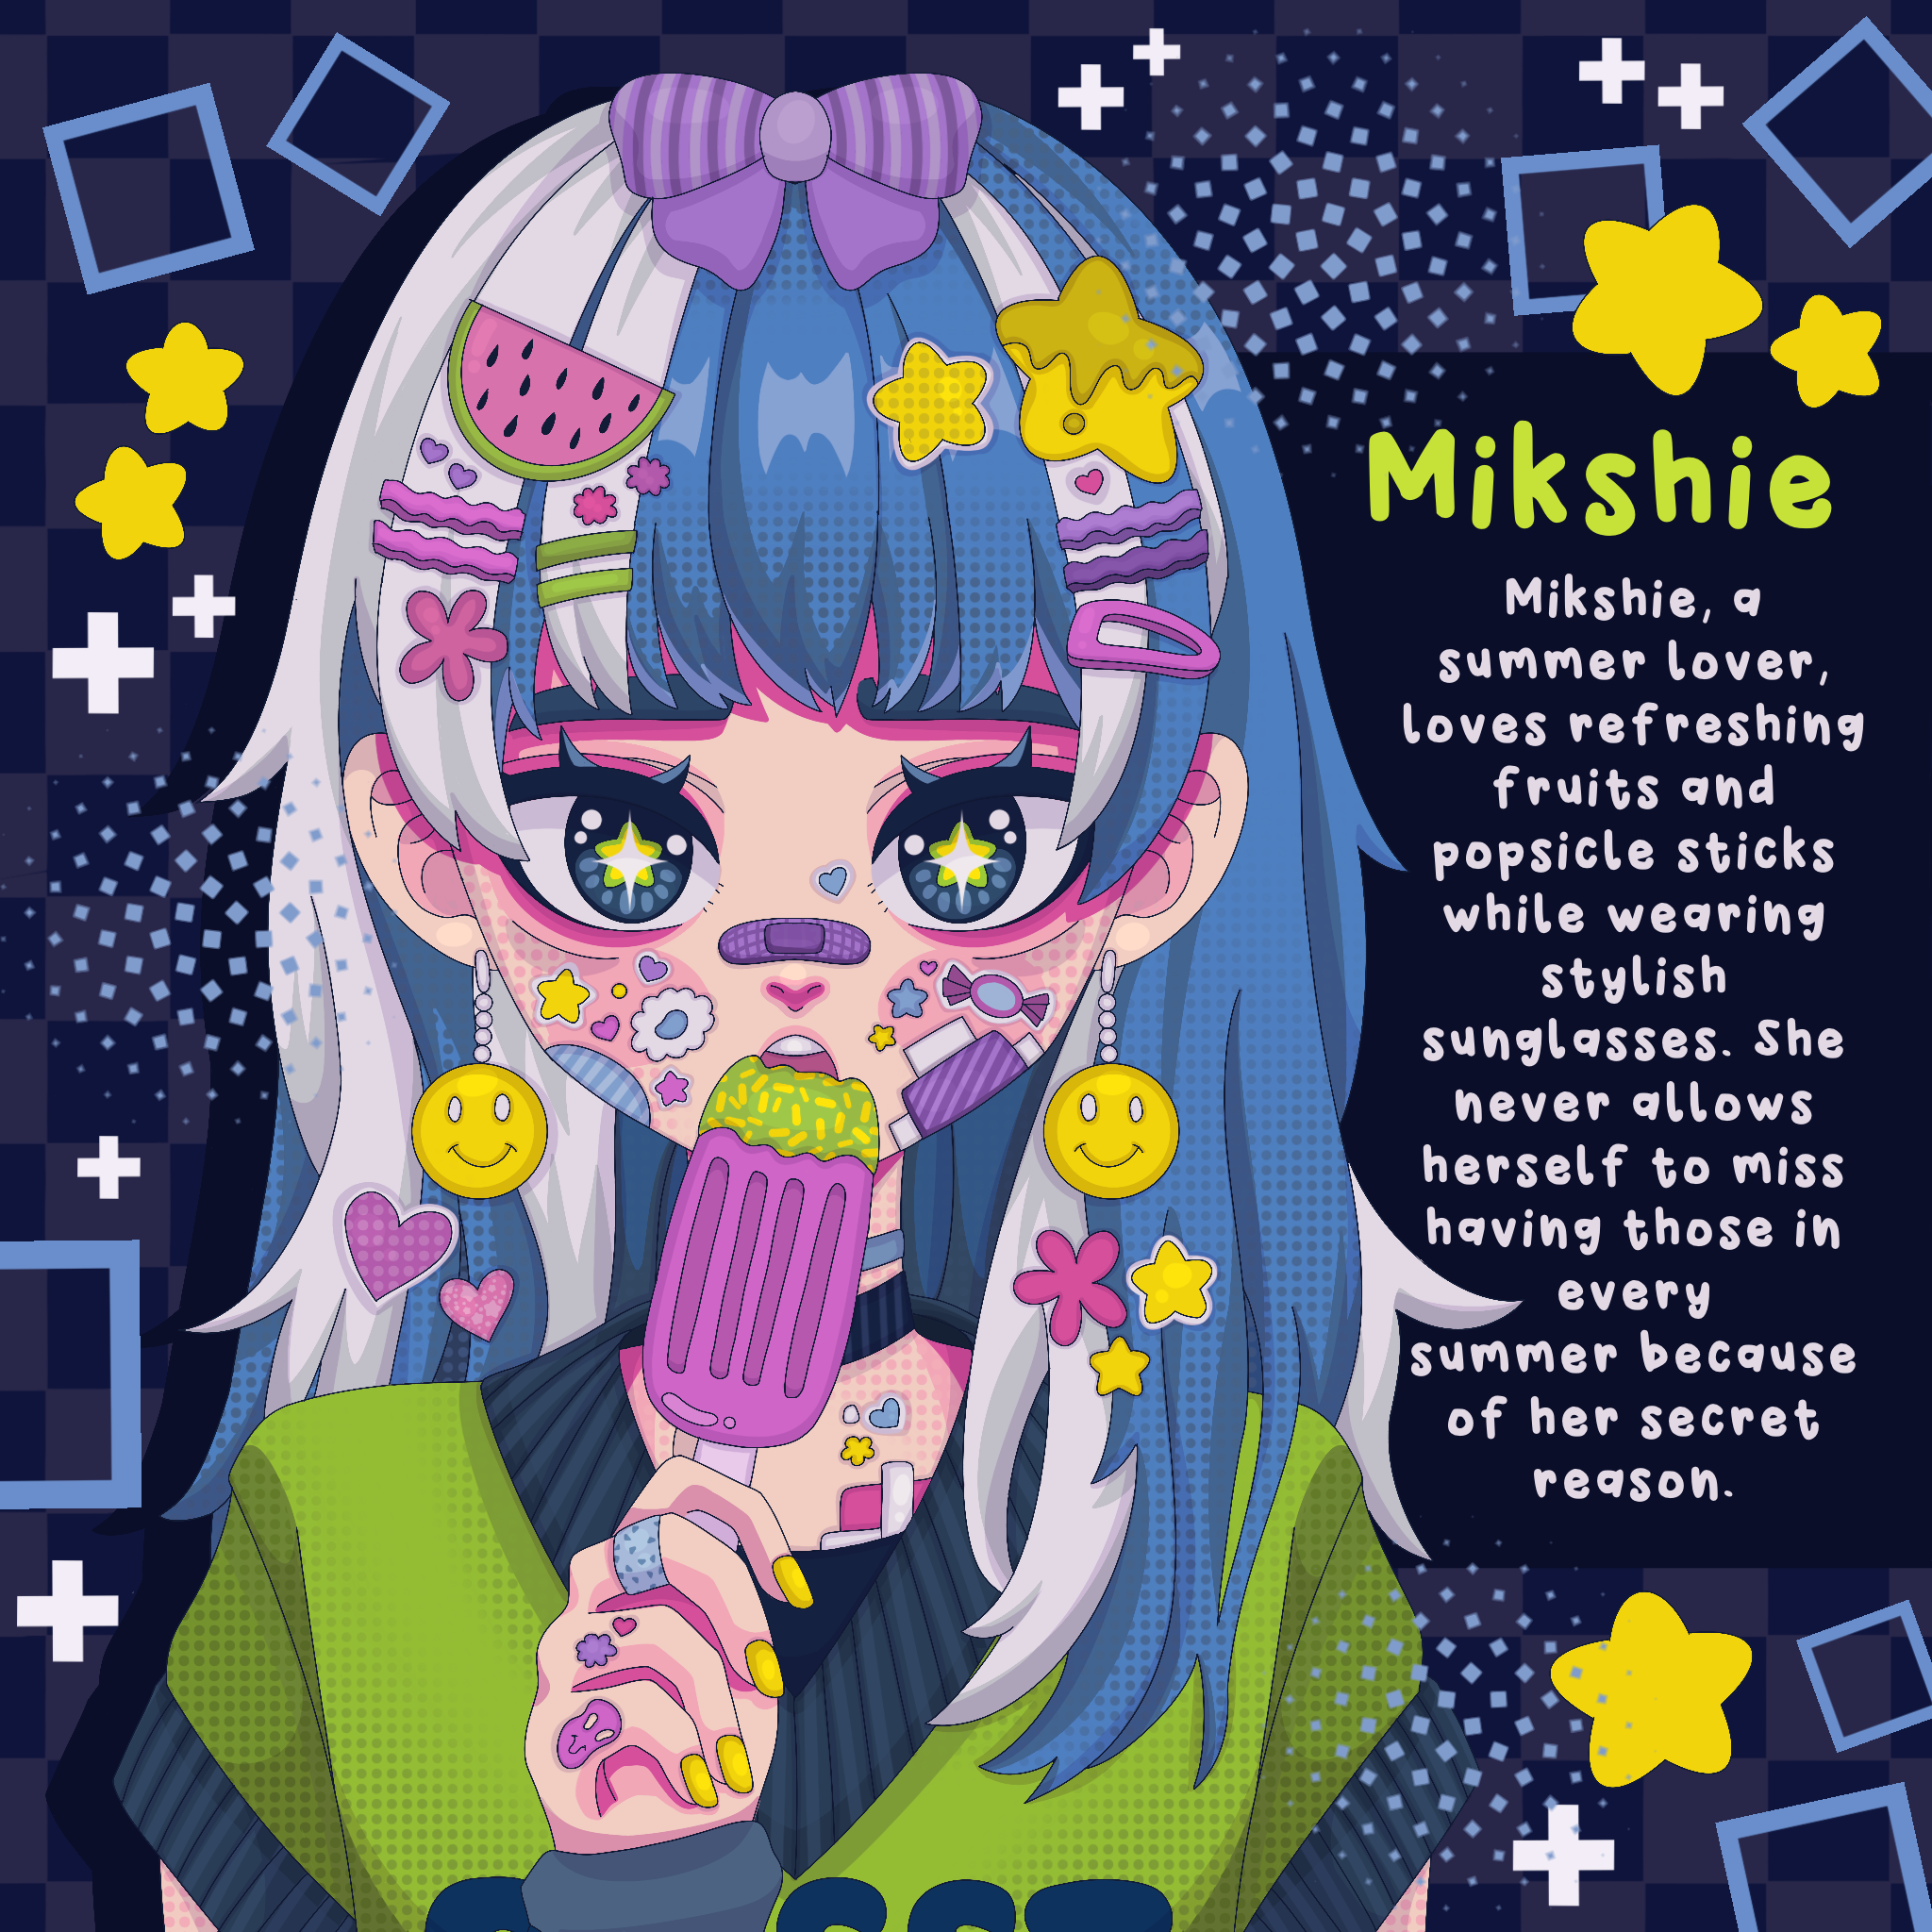 Mikshie
Mikshie, a
summer lover,
loves refreshing
fruits and
popsicle sticks
while wearing
stylish
sunglasses. She
never allows
herself to miss
having those in
every
summer because
of her secret
reason.